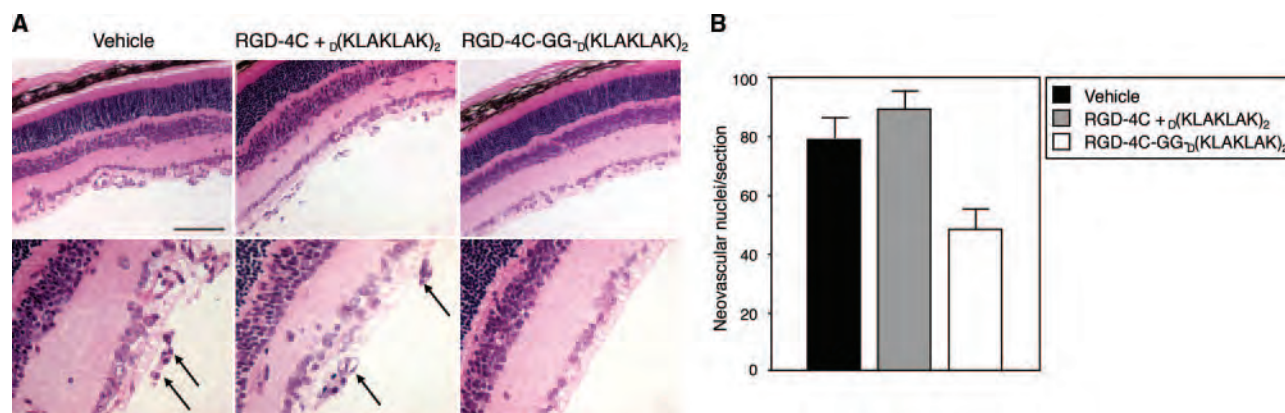 A
Vehicle
RGD-4C + D(KLAKLAK)2
RGD-4C-GG-D(KLAKLAK)2
B
Neovascular nuclei/section
100
80
60
40
20
0
Vehicle
RGD-4C + D(KLAKLAK)2
RGD-4C-GG-D(KLAKLAK)2